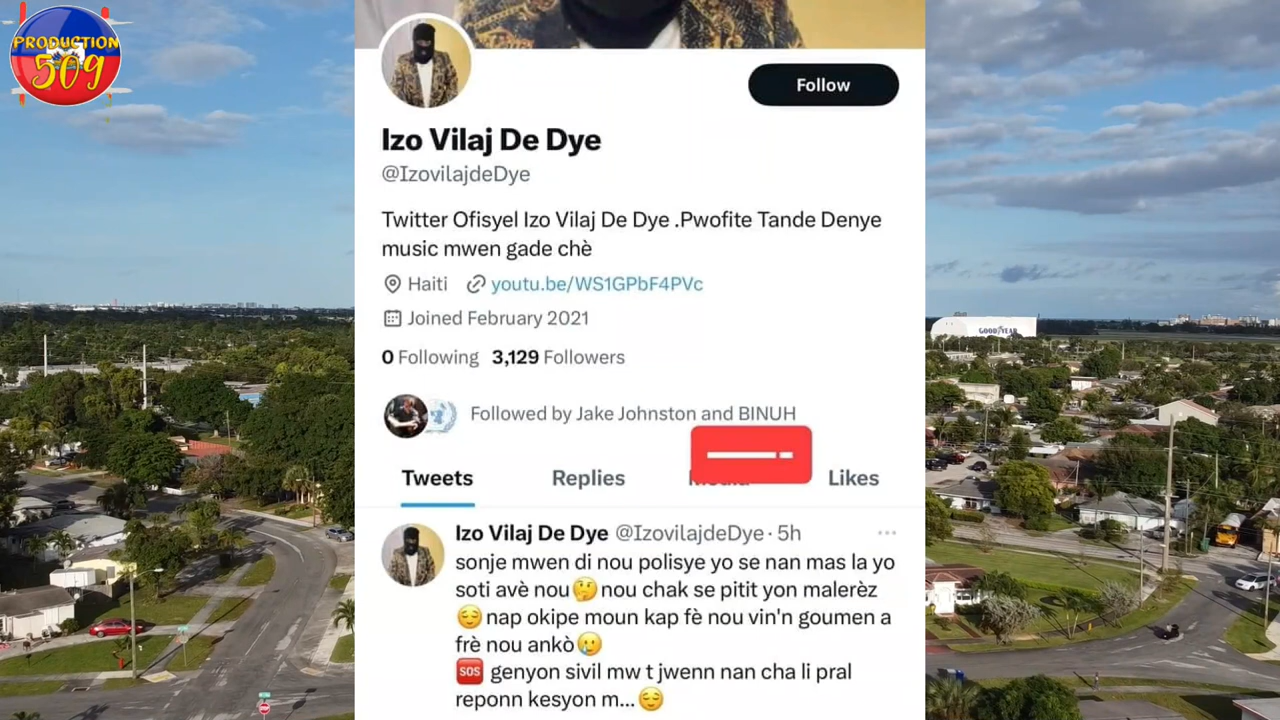 PRODUCTION
509
Follow
Izo Vilaj De Dye
@IzovilajdeDye
Twitter Ofisyel Izo Vilaj De Dye .Pwofite Tande Denye
music mwen gade chè
Haiti youtu.be/WS1GPbF4PVc
Joined February 2021
0 Following 3,129 Followers
Followed by Jake Johnston and BINUH
Tweets Replies Media Likes
GOODYEAR
Izo Vilaj De Dye @IzovilajdeDye · 5h
sonje mwen di nou polisye yo se nan mas la yo
soti avè nou🤔 nou chak se pitit yon malerèz
😌 nap okipe moun kap fè nou vin'n goumen a
frè nou ankò🥲
🆘 genyon sivil mw t jwenn nan cha li pral
reponn kesyon m...😌